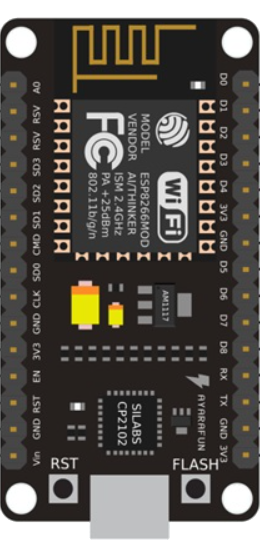 A0
RSV
RSV
SD3
SD2
SD1
CMD
SD0
CLK
GND
3V3
EN
RST
GND
Vin
D0
D1
D2
D3
D4
3V3
GND
D5
D6
D7
D8
RX
TX
GND
3V3
MODEL ESP8266MOD
VENDOR AI/THINKER
ISM 2.4GHz
PA +25dBm
802.11b/g/n
FC
Wi Fi
AM1117
AYARAFUN
SILABS
CP2102
RST
FLASH